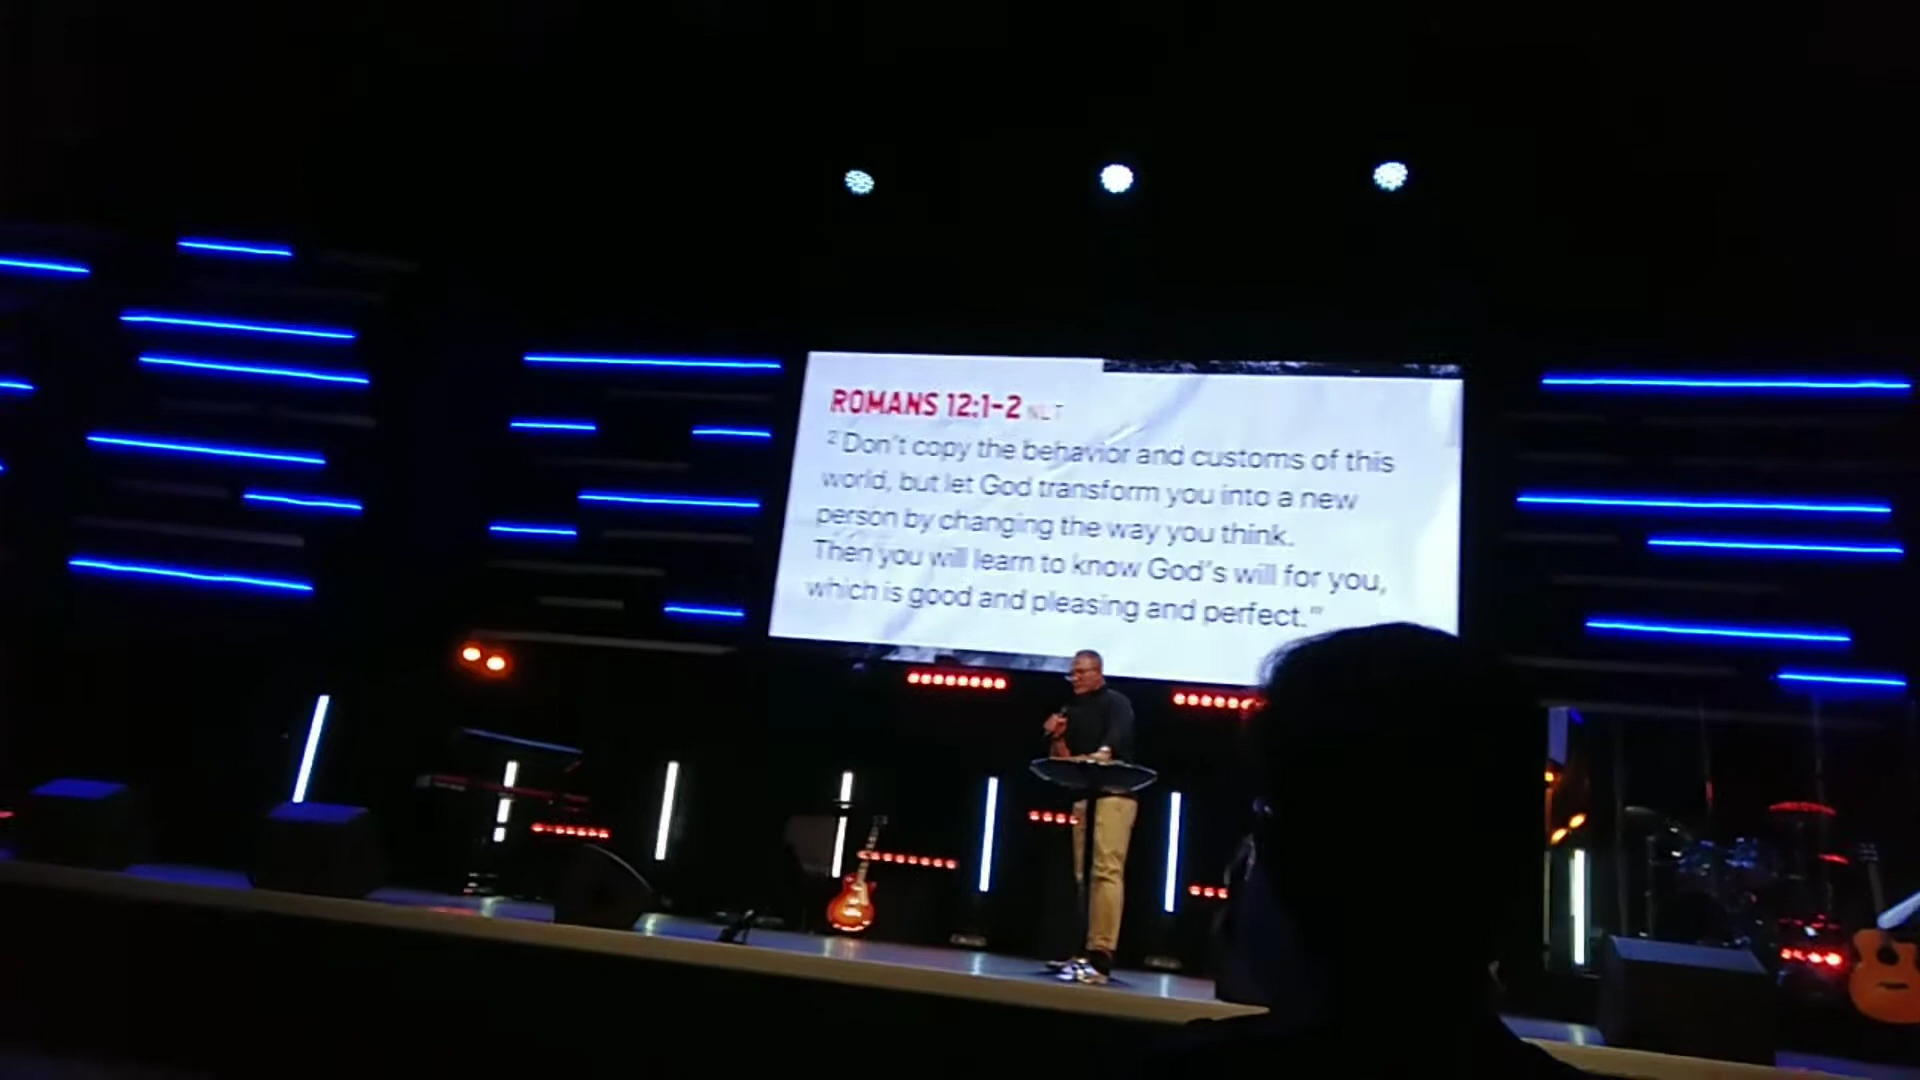 ROMANS 12:1-2 NLT
2 Don't copy the behavior and customs of this
world, but let God transform you into a new
person by changing the way you think.
Then you will learn to know God's will for you,
which is good and pleasing and perfect."